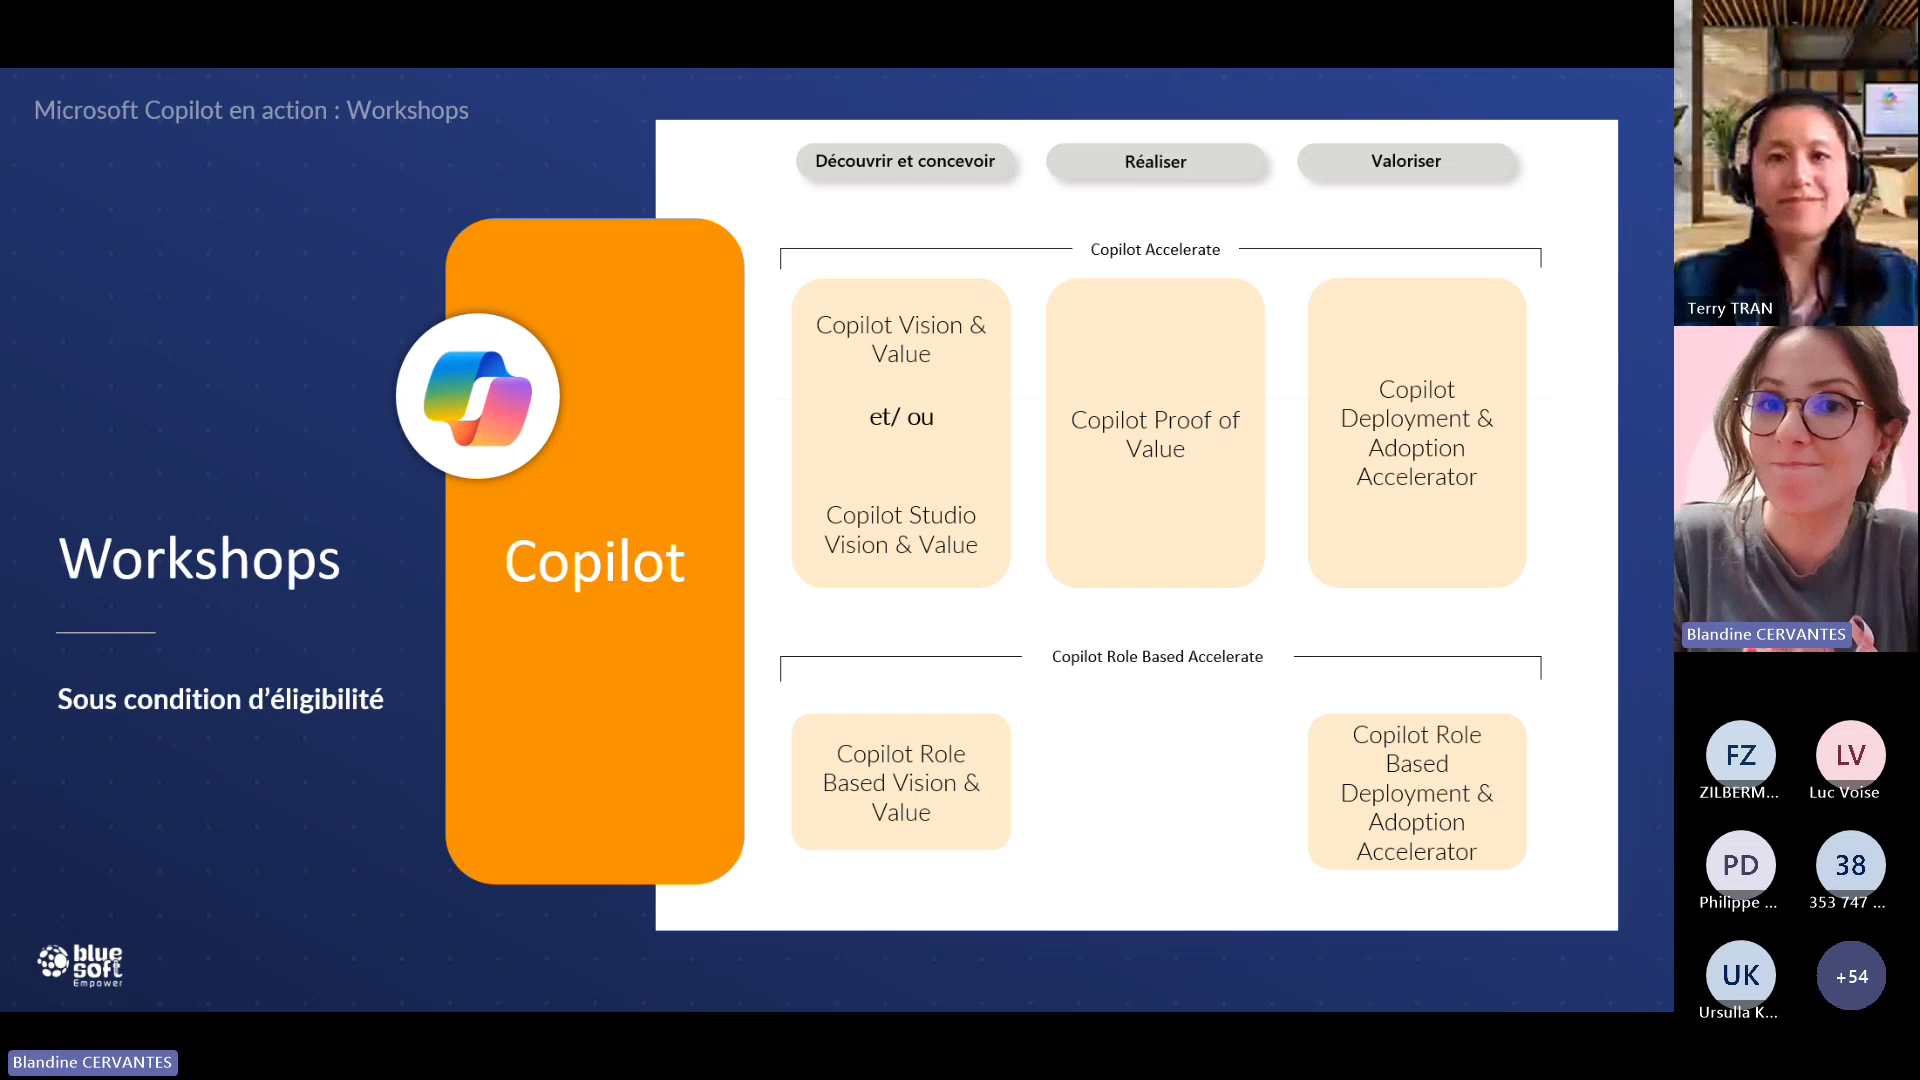 Microsoft Copilot en action : Workshops
Découvrir et concevoir
Réaliser
Valoriser
Copilot Accelerate
Copilot Vision &
Value
et/ ou
Copilot Studio
Vision & Value
Copilot Proof of
Value
Copilot
Deployment &
Adoption
Accelerator
Workshops
Copilot
Sous condition d’éligibilité
Copilot Role Based Accelerate
Copilot Role
Based Vision &
Value
Copilot Role
Based
Deployment &
Adoption
Accelerator
blue
soft
Empower
Blandine CERVANTES
Terry TRAN
Blandine CERVANTES
FZ
ZILBERM...
LV
Luc Voise
PD
Philippe ...
38
353 747 ...
UK
Ursulla K...
+54